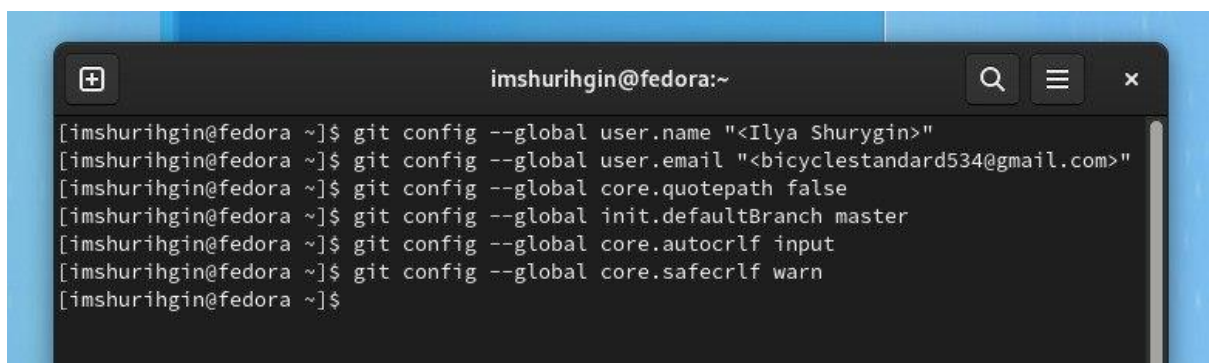 imshurihgin@fedora:~
[imshurihgin@fedora ~]$ git config --global user.name "<Ilya Shurygin>"
[imshurihgin@fedora ~]$ git config --global user.email "<bicyclestandard534@gmail.com>"
[imshurihgin@fedora ~]$ git config --global core.quotepath false
[imshurihgin@fedora ~]$ git config --global init.defaultBranch master
[imshurihgin@fedora ~]$ git config --global core.autocrlf input
[imshurihgin@fedora ~]$ git config --global core.safecrlf warn
[imshurihgin@fedora ~]$